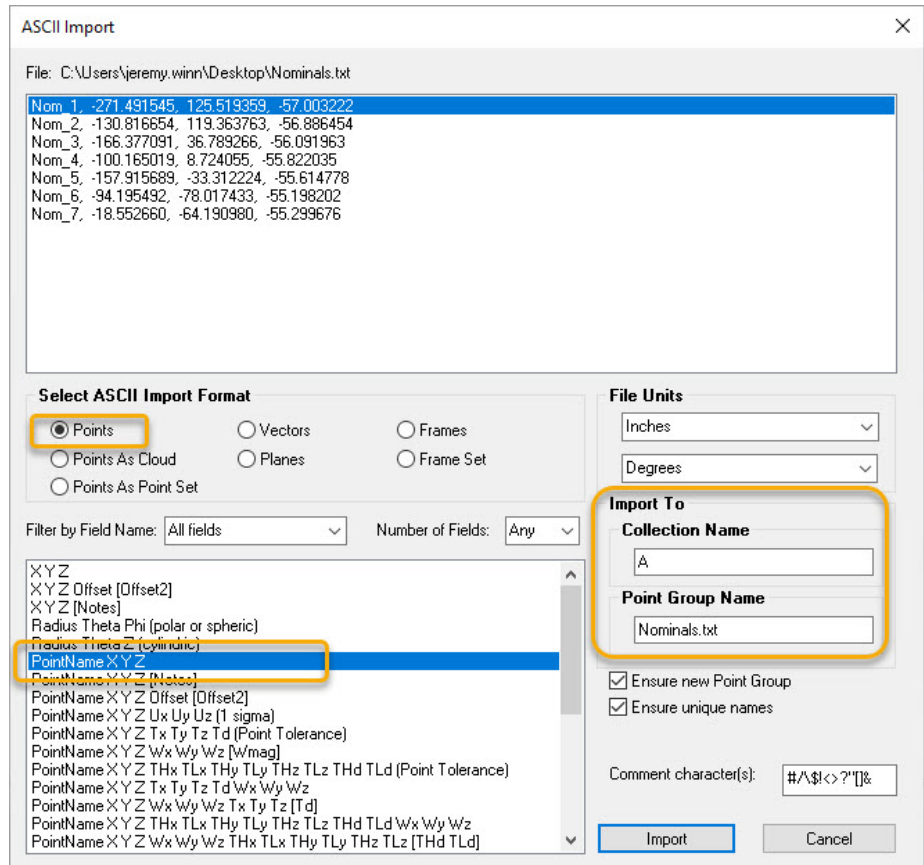 ASCII Import
File: C:\Users\jeremy.winn\Desktop\Nominals.txt
Nom_1, -271.491545, 125.519359, -57.003222
Nom_2, -130.816654, 119.363763, -56.886454
Nom_3, -166.377091, 36.789266, -56.091963
Nom_4, -100.165019, 8.724055, -55.822035
Nom_5, -157.915689, -33.312224, -55.614778
Nom_6, -94.195492, -78.017433, -55.198202
Nom_7, -18.552660, -64.190980, -55.299676
Select ASCII Import Format
Points
Vectors
Frames
Points As Cloud
Planes
Frame Set
Points As Point Set
File Units
Inches
Degrees
Filter by Field Name: All fields
Number of Fields: Any
X Y Z
X Y Z Offset [Offset2]
X Y Z [Notes]
Radius Theta Phi (polar or spheric)
Radius Theta Z (cylindric)
PointName X Y Z
PointName X Y Z [Notes]
PointName X Y Z Offset [Offset2]
PointName X Y Z Ux Uy Uz (1 sigma)
PointName X Y Z Tx Ty Tz Td (Point Tolerance)
PointName X Y Z Wx Wy Wz [Wmag]
PointName X Y Z THx TLx THy TLy THz TLz THd TLd (Point Tolerance)
PointName X Y Z Tx Ty Tz Td Wx Wy Wz
PointName X Y Z Wx Wy Wz Tx Ty Tz [Td]
PointName X Y Z THx TLx THy TLy THz TLz THd TLd Wx Wy Wz
PointName X Y Z Wx Wy Wz THx TLx THy TLy THz TLz [THd TLd]
Import To
Collection Name
A
Point Group Name
Nominals.txt
Ensure new Point Group
Ensure unique names
Comment character(s): #/\$!<>?"[]&
Import
Cancel